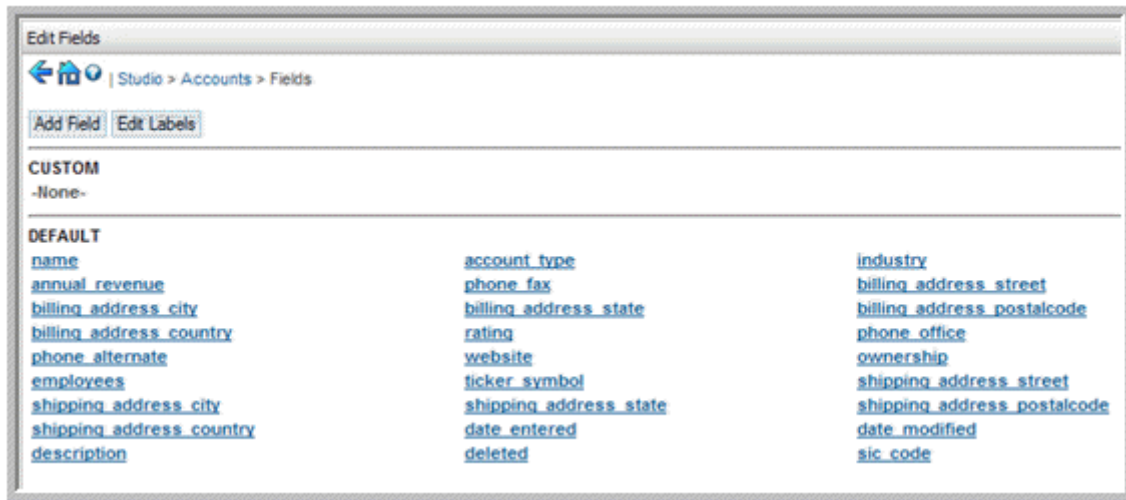 Edit Fields
| Studio > Accounts > Fields
Add Field Edit Labels
CUSTOM
-None-
DEFAULT
name account_type industry
annual_revenue phone_fax billing_address_street
billing_address_city billing_address_state billing_address_postalcode
billing_address_country rating phone_office
phone_alternate website ownership
employees ticker_symbol shipping_address_street
shipping_address_city shipping_address_state shipping_address_postalcode
shipping_address_country date_entered date_modified
description deleted sic_code